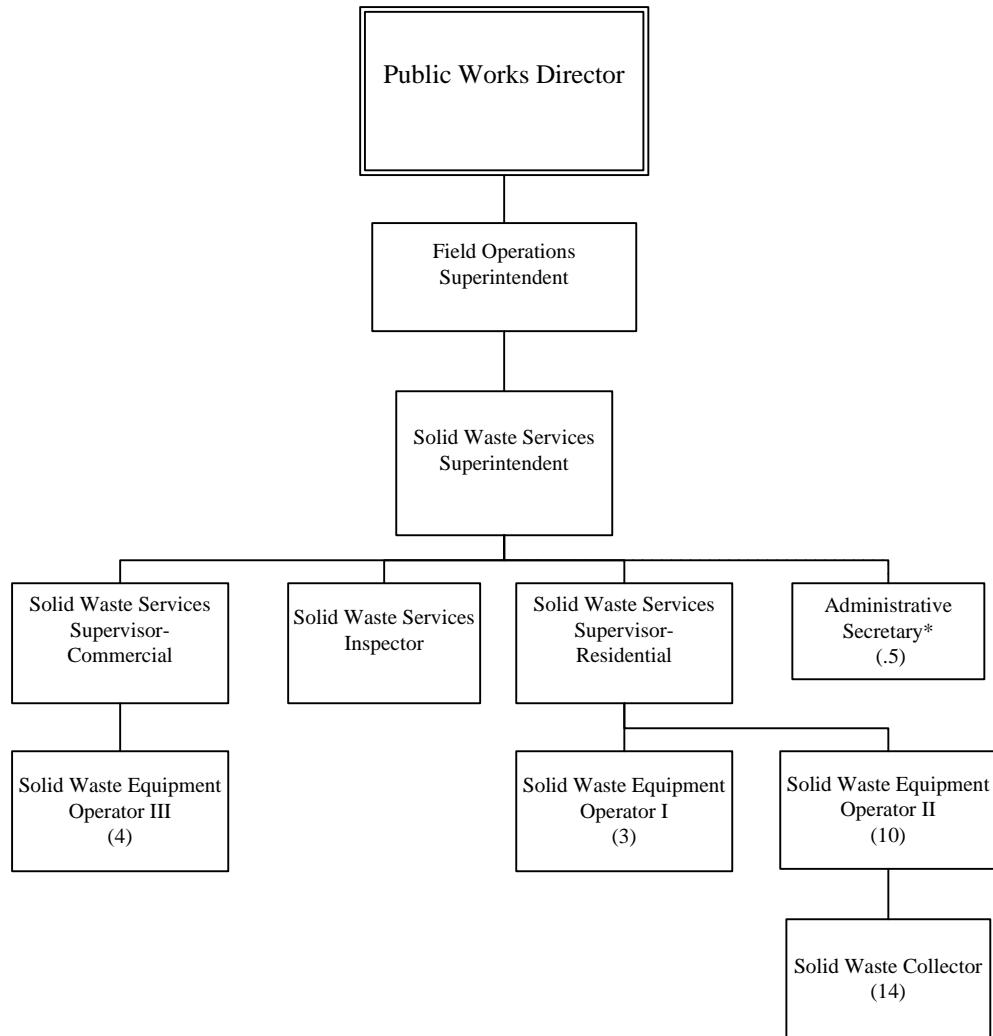 Public Works Director
Field Operations
Superintendent
Solid Waste Services
Superintendent
Solid Waste Services
Supervisor-
Commercial
Solid Waste Services
Inspector
Solid Waste Services
Supervisor-
Residential
Administrative
Secretary*
(.5)
Solid Waste Equipment
Operator III
(4)
Solid Waste Equipment
Operator I
(3)
Solid Waste Equipment
Operator II
(10)
Solid Waste Collector
(14)